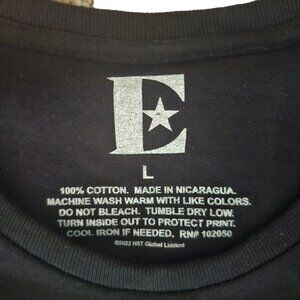 E
L
100% COTTON. MADE IN NICARAGUA.
MACHINE WASH WARM WITH LIKE COLORS.
DO NOT BLEACH. TUMBLE DRY LOW.
TURN INSIDE OUT TO PROTECT PRINT.
COOL IRON IF NEEDED. RN# 102050
©2022 HST Global Limited